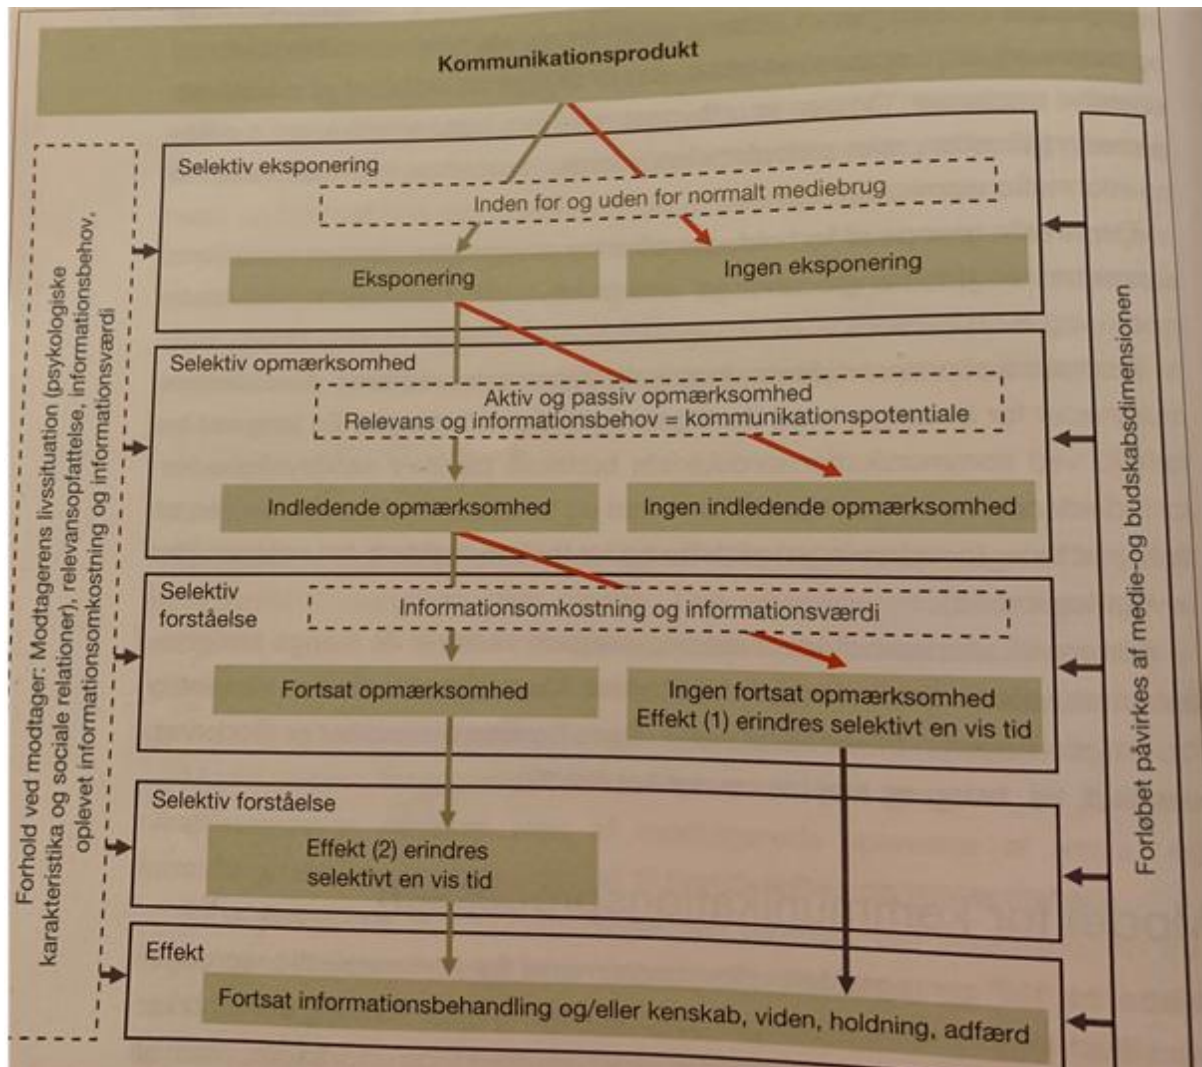 Kommunikationsprodukt
Selektiv eksponering
Inden for og uden for normalt mediebrug
Eksponering
Ingen eksponering
Selektiv opmærksomhed
Aktiv og passiv opmærksomhed
Relevans og informationsbehov = kommunikationspotentiale
Indledende opmærksomhed
Ingen indledende opmærksomhed
Selektiv
forståelse
Informationsomkostning og informationsværdi
Fortsat opmærksomhed
Ingen fortsat opmærksomhed
Effekt (1) erindres selektivt en vis tid
Selektiv forståelse
Effekt (2) erindres
selektivt en vis tid
Effekt
Fortsat informationsbehandling og/eller kenskab, viden, holdning, adfærd
Forhold ved modtager: Modtagerens livssituation (psykologiske
karakteristika og sociale relationer), relevansopfattelse, informationsbehov,
oplevet informationsomkostning og informationsværdi
Forløbet påvirkes af medie-og budskabsdimensionen